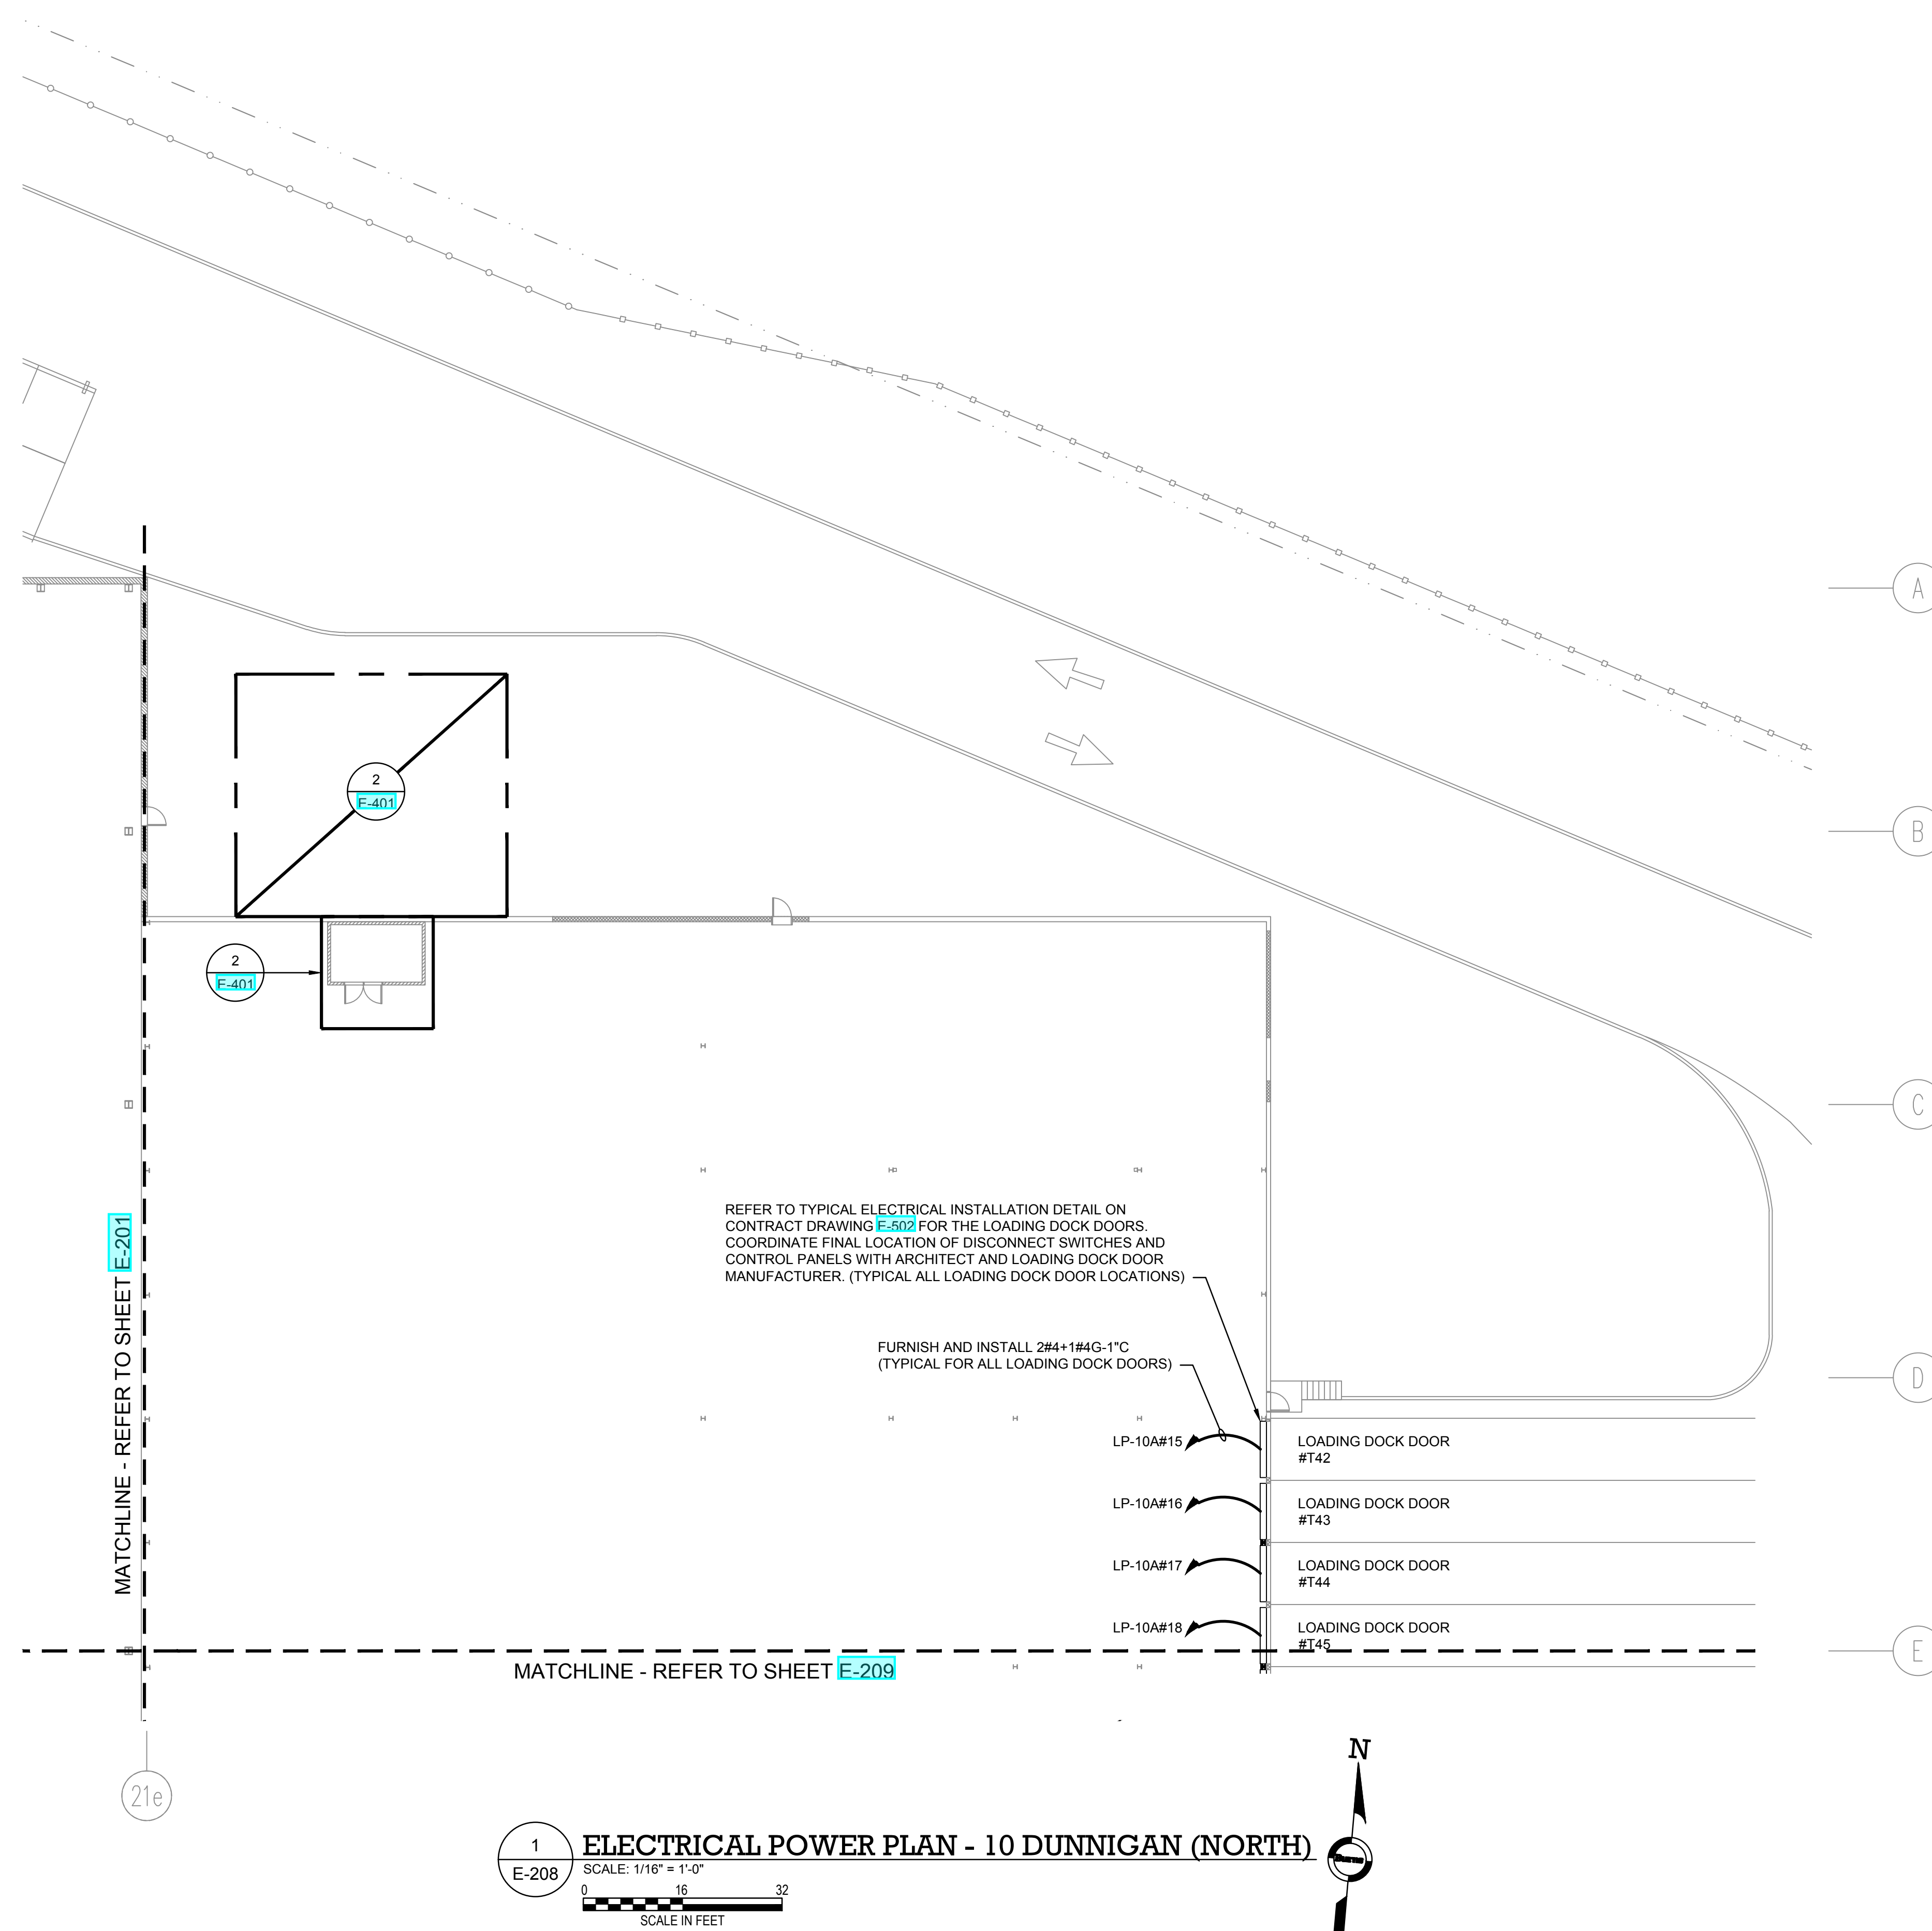 A
B
2
E-401
2
E-401
C
REFER TO TYPICAL ELECTRICAL INSTALLATION DETAIL ON
CONTRACT DRAWING E-502 FOR THE LOADING DOCK DOORS.
COORDINATE FINAL LOCATION OF DISCONNECT SWITCHES AND
CONTROL PANELS WITH ARCHITECT AND LOADING DOCK DOOR
MANUFACTURER. (TYPICAL ALL LOADING DOCK DOOR LOCATIONS)
MATCHLINE - REFER TO SHEET E-201
FURNISH AND INSTALL 2#4+1#4G-1"C
(TYPICAL FOR ALL LOADING DOCK DOORS)
D
LP-10A#15
LOADING DOCK DOOR
#T42
LP-10A#16
LOADING DOCK DOOR
#T43
LP-10A#17
LOADING DOCK DOOR
#T44
LP-10A#18
LOADING DOCK DOOR
#T45
E
MATCHLINE - REFER TO SHEET E-209
21e
N
1
E-208
ELECTRICAL POWER PLAN - 10 DUNNIGAN (NORTH)
SCALE: 1/16" = 1'-0"
0 16 32
SCALE IN FEET